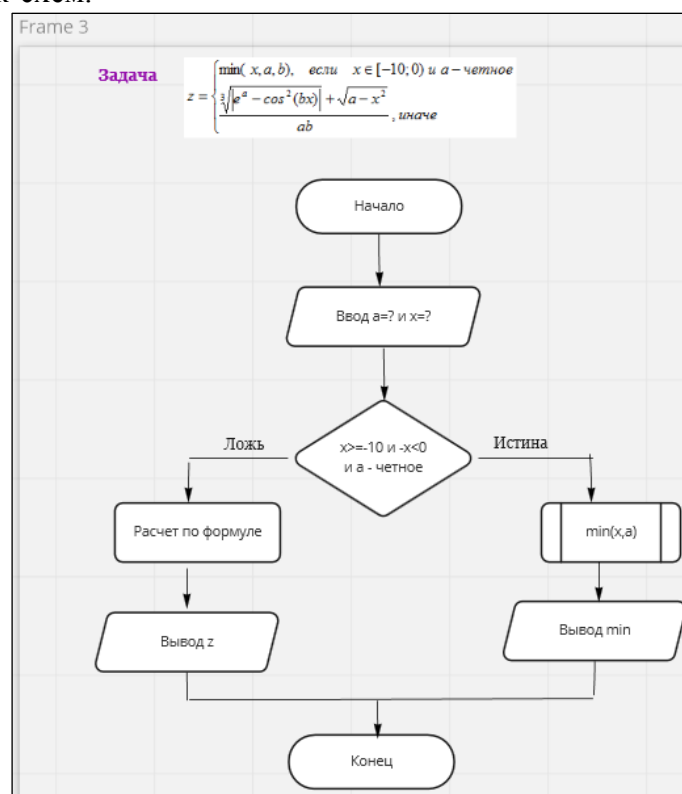 Frame 3
Задача
z = { min( x, a, b), если x ∈ [−10; 0) и a − четное
∛|e^a − cos²(bx)| + √(a − x²)
ab
, иначе
Начало
Ввод a=? и x=?
x>=-10 и -x<0
и a - четное
Ложь
Истина
Расчет по формуле
min(x,a)
Вывод z
Вывод min
Конец